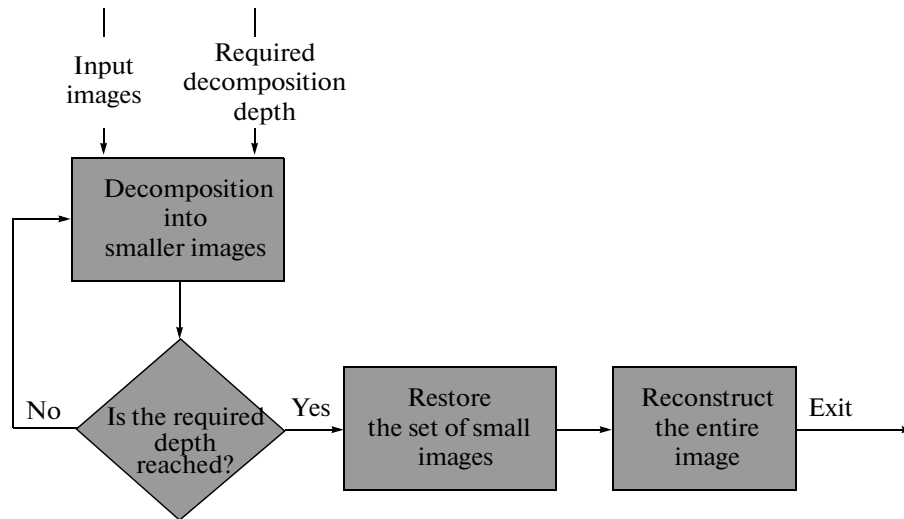 Input
images
Required
decomposition
depth
Decomposition
into
smaller images
No
Is the required
depth
reached?
Yes
Restore
the set of small
images
Reconstruct
the entire
image
Exit